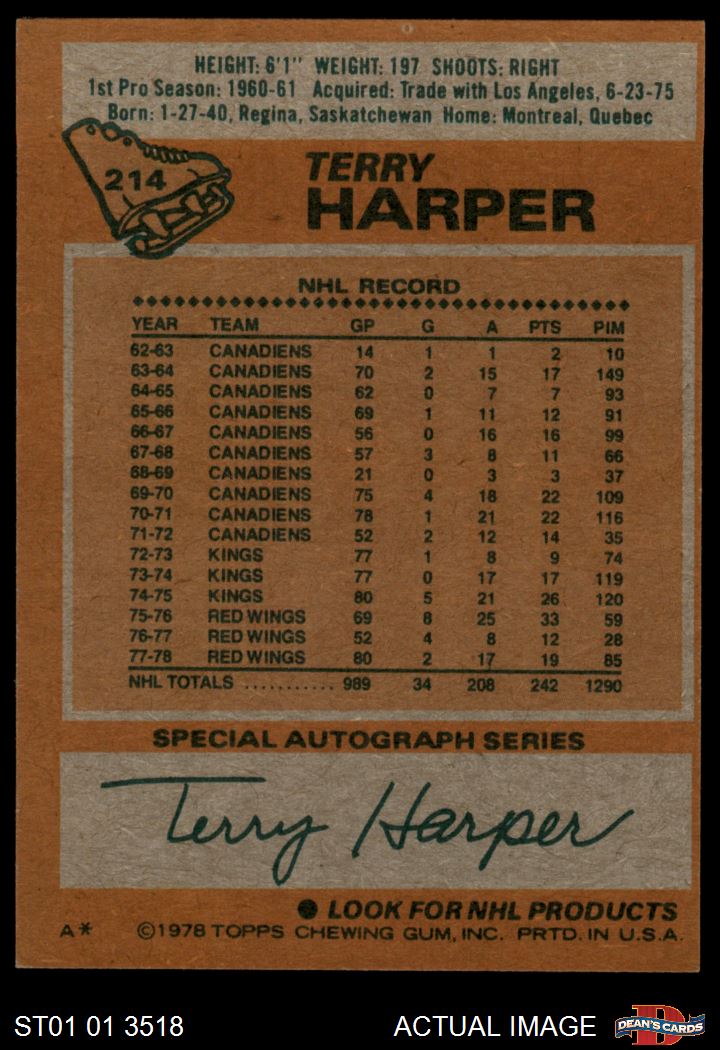 HEIGHT: 6'1" WEIGHT: 197 SHOOTS: RIGHT
1st Pro Season: 1960-61 Acquired: Trade with Los Angeles, 6-23-75
Born: 1-27-40, Regina, Saskatchewan Home: Montreal, Quebec
214
TERRY
HARPER
NHL RECORD
YEAR TEAM GP G A PTS PIM
62-63 CANADIENS 14 1 1 2 10
63-64 CANADIENS 70 2 15 17 149
64-65 CANADIENS 62 0 7 7 93
65-66 CANADIENS 69 1 11 12 91
66-67 CANADIENS 56 0 16 16 99
67-68 CANADIENS 57 3 8 11 66
68-69 CANADIENS 21 0 3 3 37
69-70 CANADIENS 75 4 18 22 109
70-71 CANADIENS 78 1 21 22 116
71-72 CANADIENS 52 2 12 14 35
72-73 KINGS 77 1 8 9 74
73-74 KINGS 77 0 17 17 119
74-75 KINGS 80 5 21 26 120
75-76 RED WINGS 69 8 25 33 59
76-77 RED WINGS 52 4 8 12 28
77-78 RED WINGS 80 2 17 19 85
NHL TOTALS ........... 989 34 208 242 1290
SPECIAL AUTOGRAPH SERIES
Terry Harper
● LOOK FOR NHL PRODUCTS
A* ©1978 TOPPS CHEWING GUM, INC. PRTD. IN U.S.A.
ST01 01 3518 ACTUAL IMAGE D DEAN'S CARDS